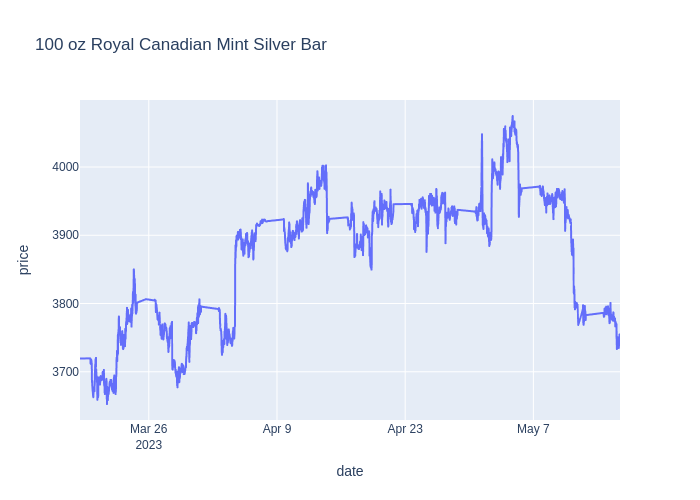 100 oz Royal Canadian Mint Silver Bar
price
4000
3900
3800
3700
Mar 26
2023
Apr 9
Apr 23
May 7
date